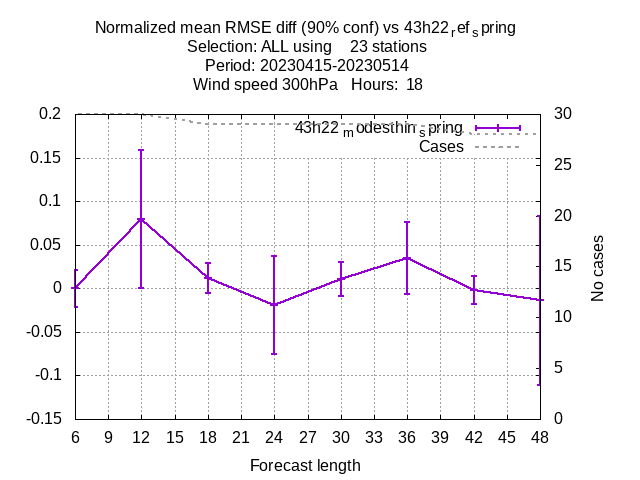 Normalized mean RMSE diff (90% conf) vs 43h22refspring
Selection: ALL using    23 stations
Period: 20230415-20230514
Wind speed 300hPa   Hours:  18
0.2
0.15
0.1
0.05
0
-0.05
-0.1
-0.15
43h22modesthinspring
Cases
30
25
20
15
10
5
0
No cases
6 9 12 15 18 21 24 27 30 33 36 39 42 45 48
Forecast length